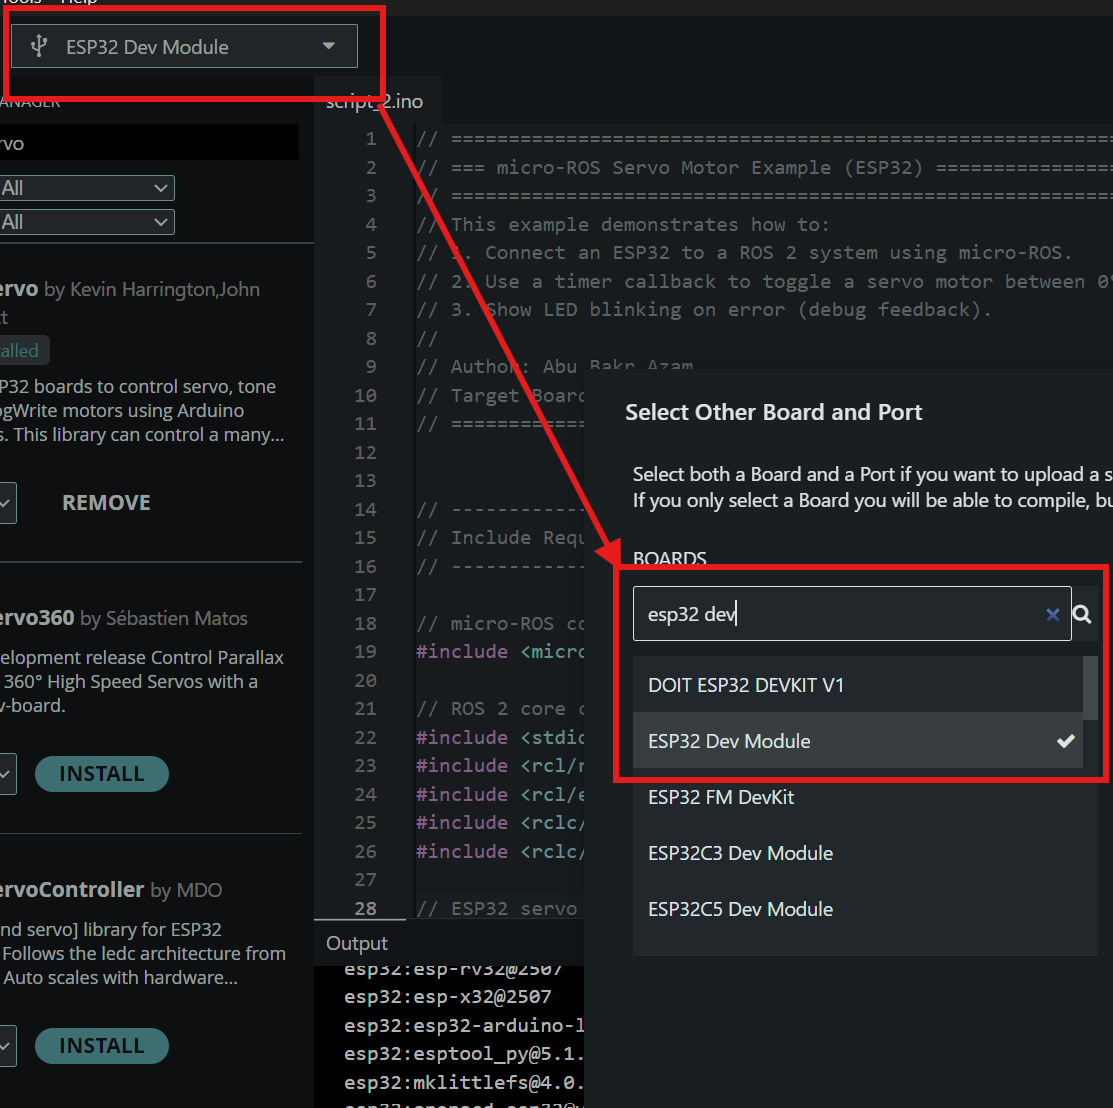 Tools Help
ESP32 Dev Module
MANAGER
rvo
All
All
ervo by Kevin Harrington,John
tt
alled
P32 boards to control servo, tone
ogWrite motors using Arduino
s. This library can control a many...
REMOVE
ervo360 by Sébastien Matos
elopment release Control Parallax
360° High Speed Servos with a
v-board.
INSTALL
ervoController by MDO
nd servo] library for ESP32
Follows the ledc architecture from
Auto scales with hardware...
INSTALL
script_2.ino
1 // ==========================================================
2 // === micro-ROS Servo Motor Example (ESP32) ================
3 // ==========================================================
4 // This example demonstrates how to:
5 // 1. Connect an ESP32 to a ROS 2 system using micro-ROS.
6 // 2. Use a timer callback to toggle a servo motor between 0°
7 // 3. Show LED blinking on error (debug feedback).
8 //
9 // Author: Abu Bakr Azam
10 // Target Board
11 // ============
12
13
14 // ------------
15 // Include Requ
16 // ------------
17
18 // micro-ROS co
19 #include <micro
20
21 // ROS 2 core c
22 #include <stdio
23 #include <rcl/r
24 #include <rcl/e
25 #include <rclc/
26 #include <rclc/
27
28 // ESP32 servo
Output
esp32:esp-rv32@2507
esp32:esp-x32@2507
esp32:esp32-arduino-l
esp32:esptool_py@5.1.
esp32:mklittlefs@4.0.
Select Other Board and Port
Select both a Board and a Port if you want to upload a s
If you only select a Board you will be able to compile, bu
BOARDS
esp32 dev
DOIT ESP32 DEVKIT V1
ESP32 Dev Module
ESP32 FM DevKit
ESP32C3 Dev Module
ESP32C5 Dev Module